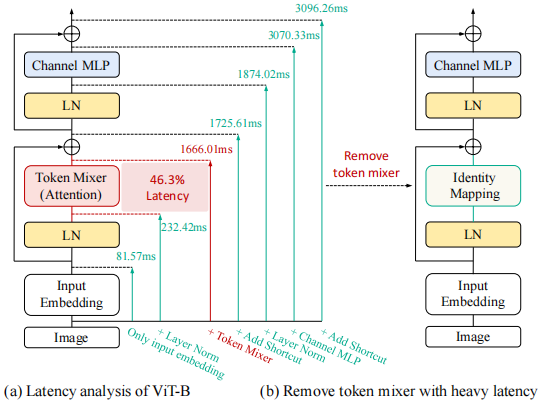 3096.26ms
3070.33ms
Channel MLP
1874.02ms
LN
1725.61ms
1666.01ms
Token Mixer
(Attention)
46.3%
Latency
LN
232.42ms
81.57ms
Input
Embedding
Image
Only input embedding
+ Layer Norm
+ Token Mixer
+ Add Shortcut
+ Layer Norm
+ Channel MLP
+ Add Shortcut
(a) Latency analysis of ViT-B
Remove
token mixer
Channel MLP
LN
Identity
Mapping
LN
Input
Embedding
Image
(b) Remove token mixer with heavy latency